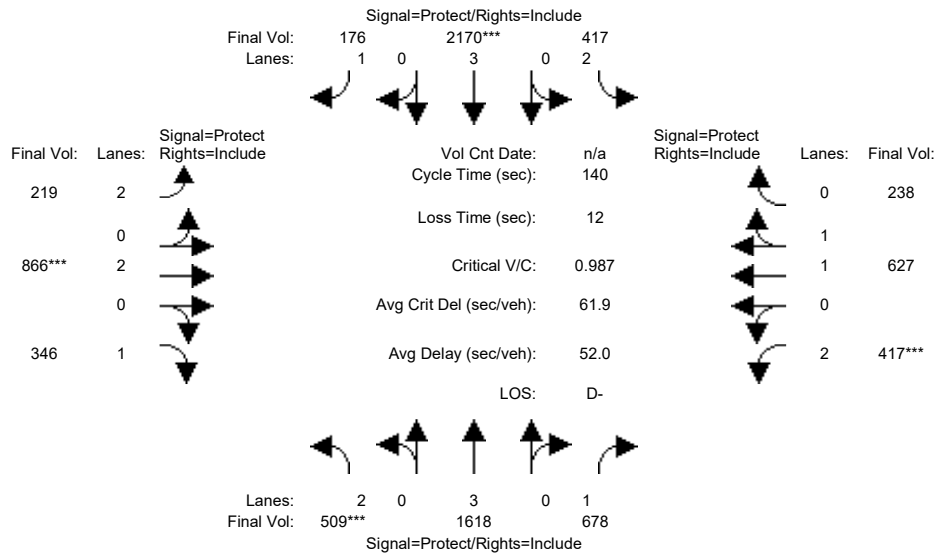 Signal=Protect/Rights=Include
Final Vol: 176 2170*** 417
Lanes: 1 0 3 0 2
Signal=Protect Signal=Protect
Final Vol: Lanes: Rights=Include Vol Cnt Date: n/a Rights=Include Lanes: Final Vol:
Cycle Time (sec): 140
219 2 0 238
Loss Time (sec): 12
0 1
866*** 2 Critical V/C: 0.987 1 627
0 Avg Crit Del (sec/veh): 61.9 0
346 1 Avg Delay (sec/veh): 52.0 2 417***
LOS: D-
Lanes: 2 0 3 0 1
Final Vol: 509*** 1618 678
Signal=Protect/Rights=Include